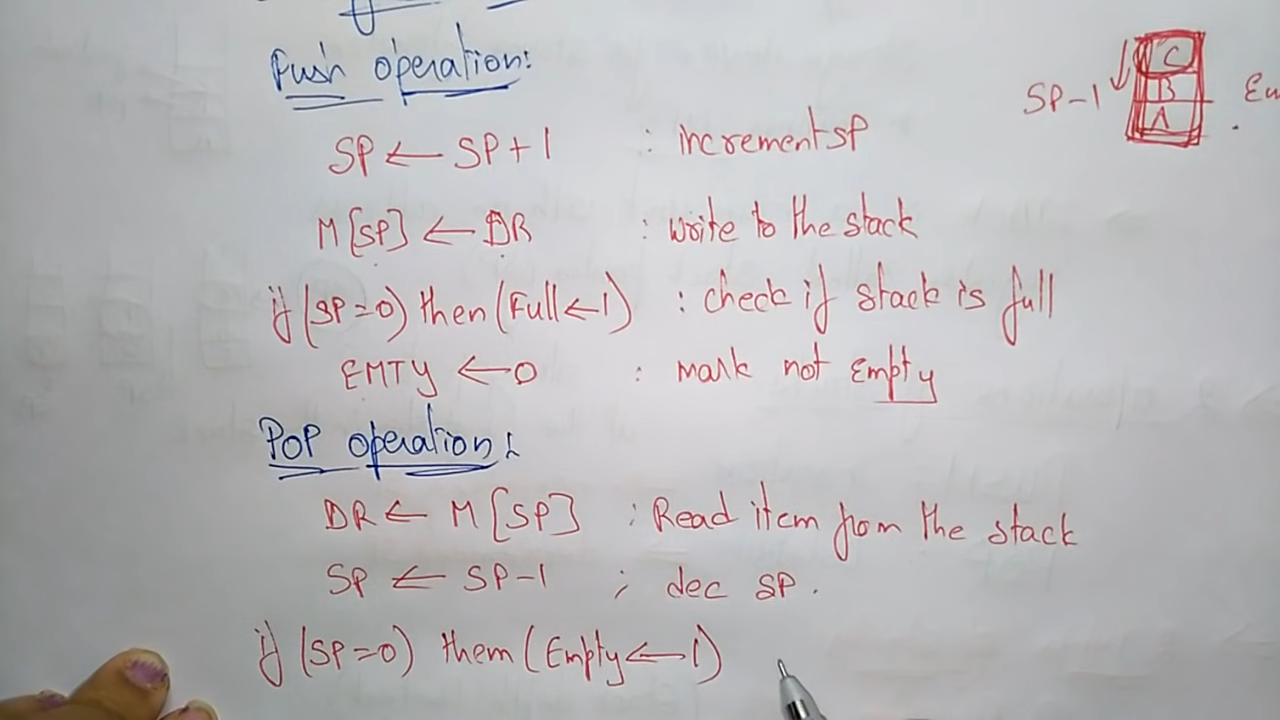 Push operation:
SP ← SP + 1 : increment SP
M[SP] ← DR : write to the stack
if (SP=0) then (Full ← 1) : check if stack is full
EMTY ← 0 : mark not Empty
POP operation:
DR ← M[SP] : Read item from the stack
SP ← SP-1 ; dec SP.
if (SP=0) them (Empty ← 1)
C
SP-1 B
A